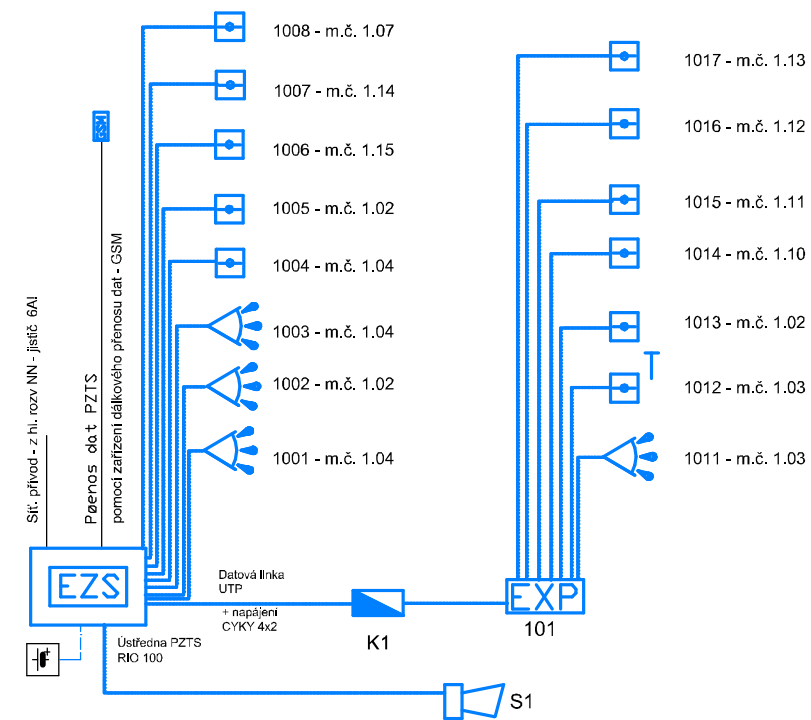 1008 - m.č. 1.07
1007 - m.č. 1.14
1006 - m.č. 1.15
1005 - m.č. 1.02
1004 - m.č. 1.04
1003 - m.č. 1.04
1002 - m.č. 1.02
1001 - m.č. 1.04
1017 - m.č. 1.13
1016 - m.č. 1.12
1015 - m.č. 1.11
1014 - m.č. 1.10
1013 - m.č. 1.02
T
1012 - m.č. 1.03
1011 - m.č. 1.03
GSM
Síť. přívod - z hl. rozv NN - jistič 6AI
Pøenos dat PZTS
pomocí zařízení dálkového přenosu dat - GSM
EZS
Datová linka
UTP
+ napájení
CYKY 4x2
K1
EXP
101
Ústředna PZTS
RIO 100
S1